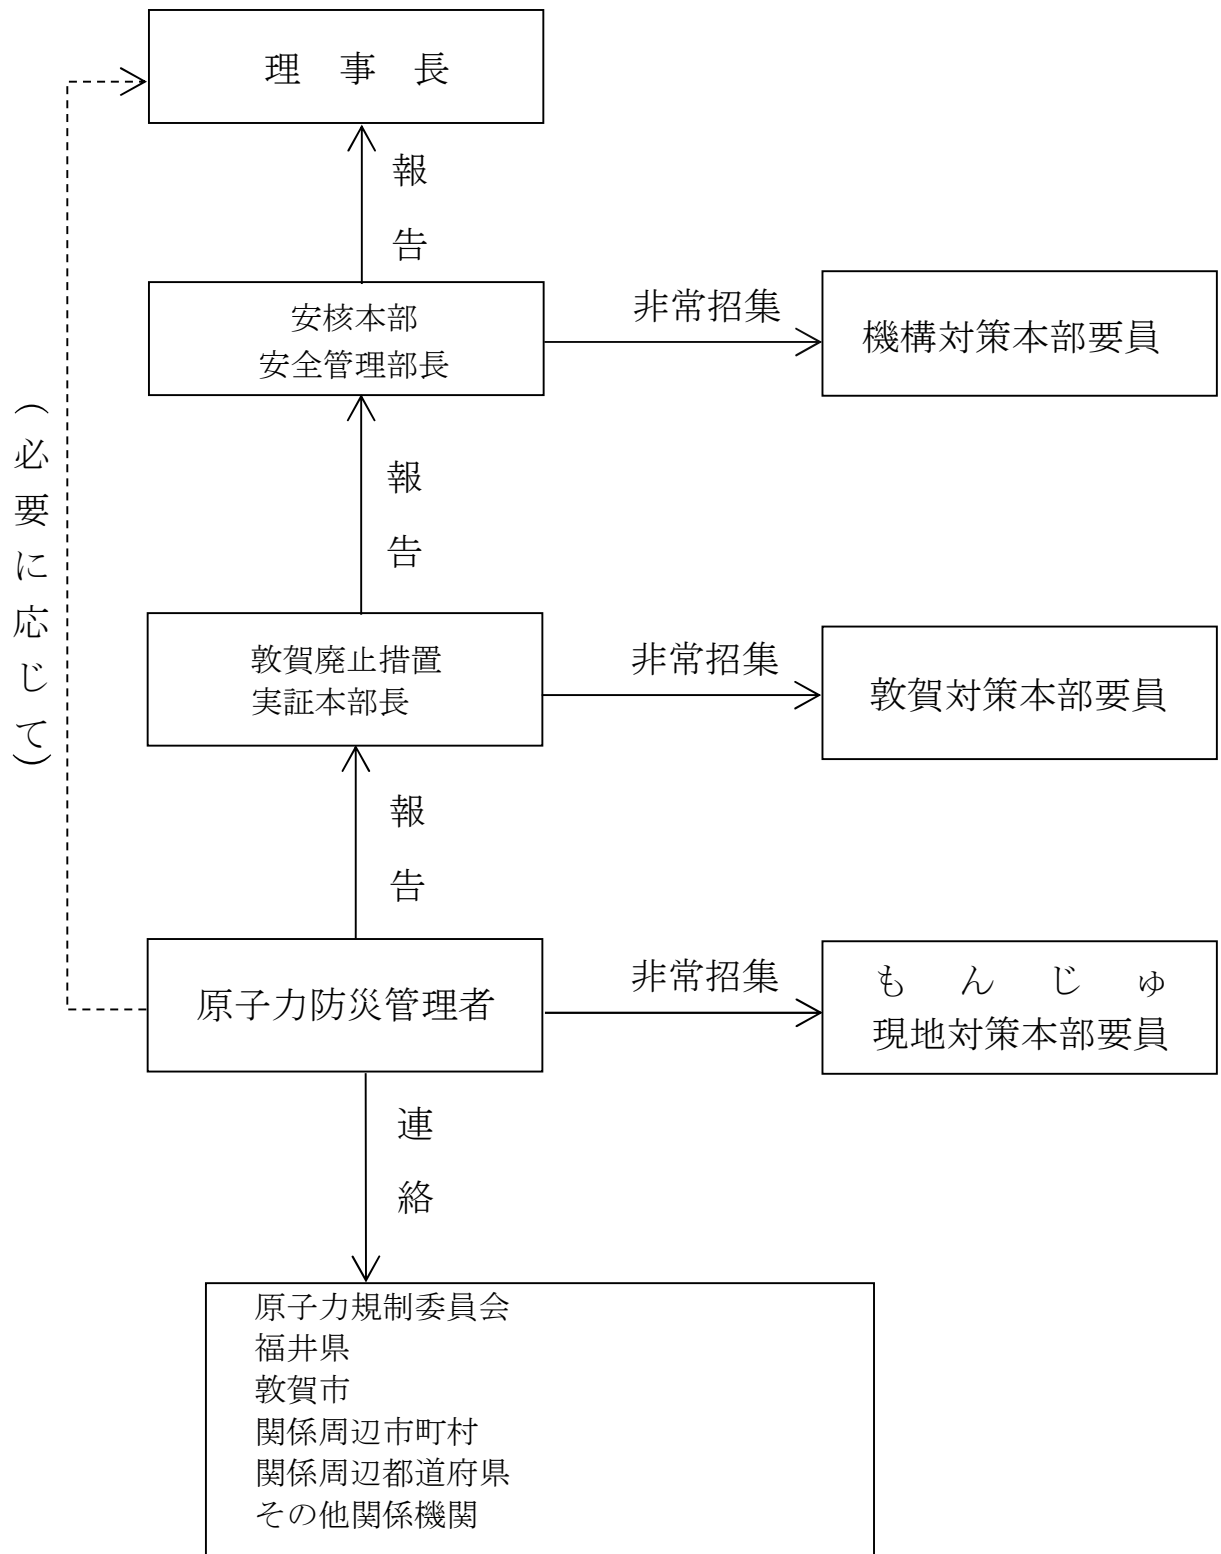 理 事 長
報告
安核本部
安全管理部長
非常招集
機構対策本部要員
(必要に応じて)
報告
敦賀廃止措置
実証本部長
非常招集
敦賀対策本部要員
報告
原子力防災管理者
非常招集
も ん じ ゅ
現地対策本部要員
連絡
原子力規制委員会
福井県
敦賀市
関係周辺市町村
関係周辺都道府県
その他関係機関